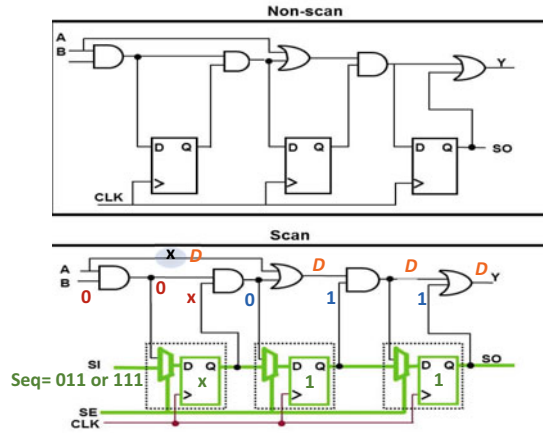 Non-scan
A
B
Y
D Q
D Q
D Q
SO
CLK
Scan
x D
A
B
0
0
x
0
D
1
D
1
D
Y
SI
SO
Seq= 011 or 111
D Q
x
D Q
1
D Q
1
SE
CLK